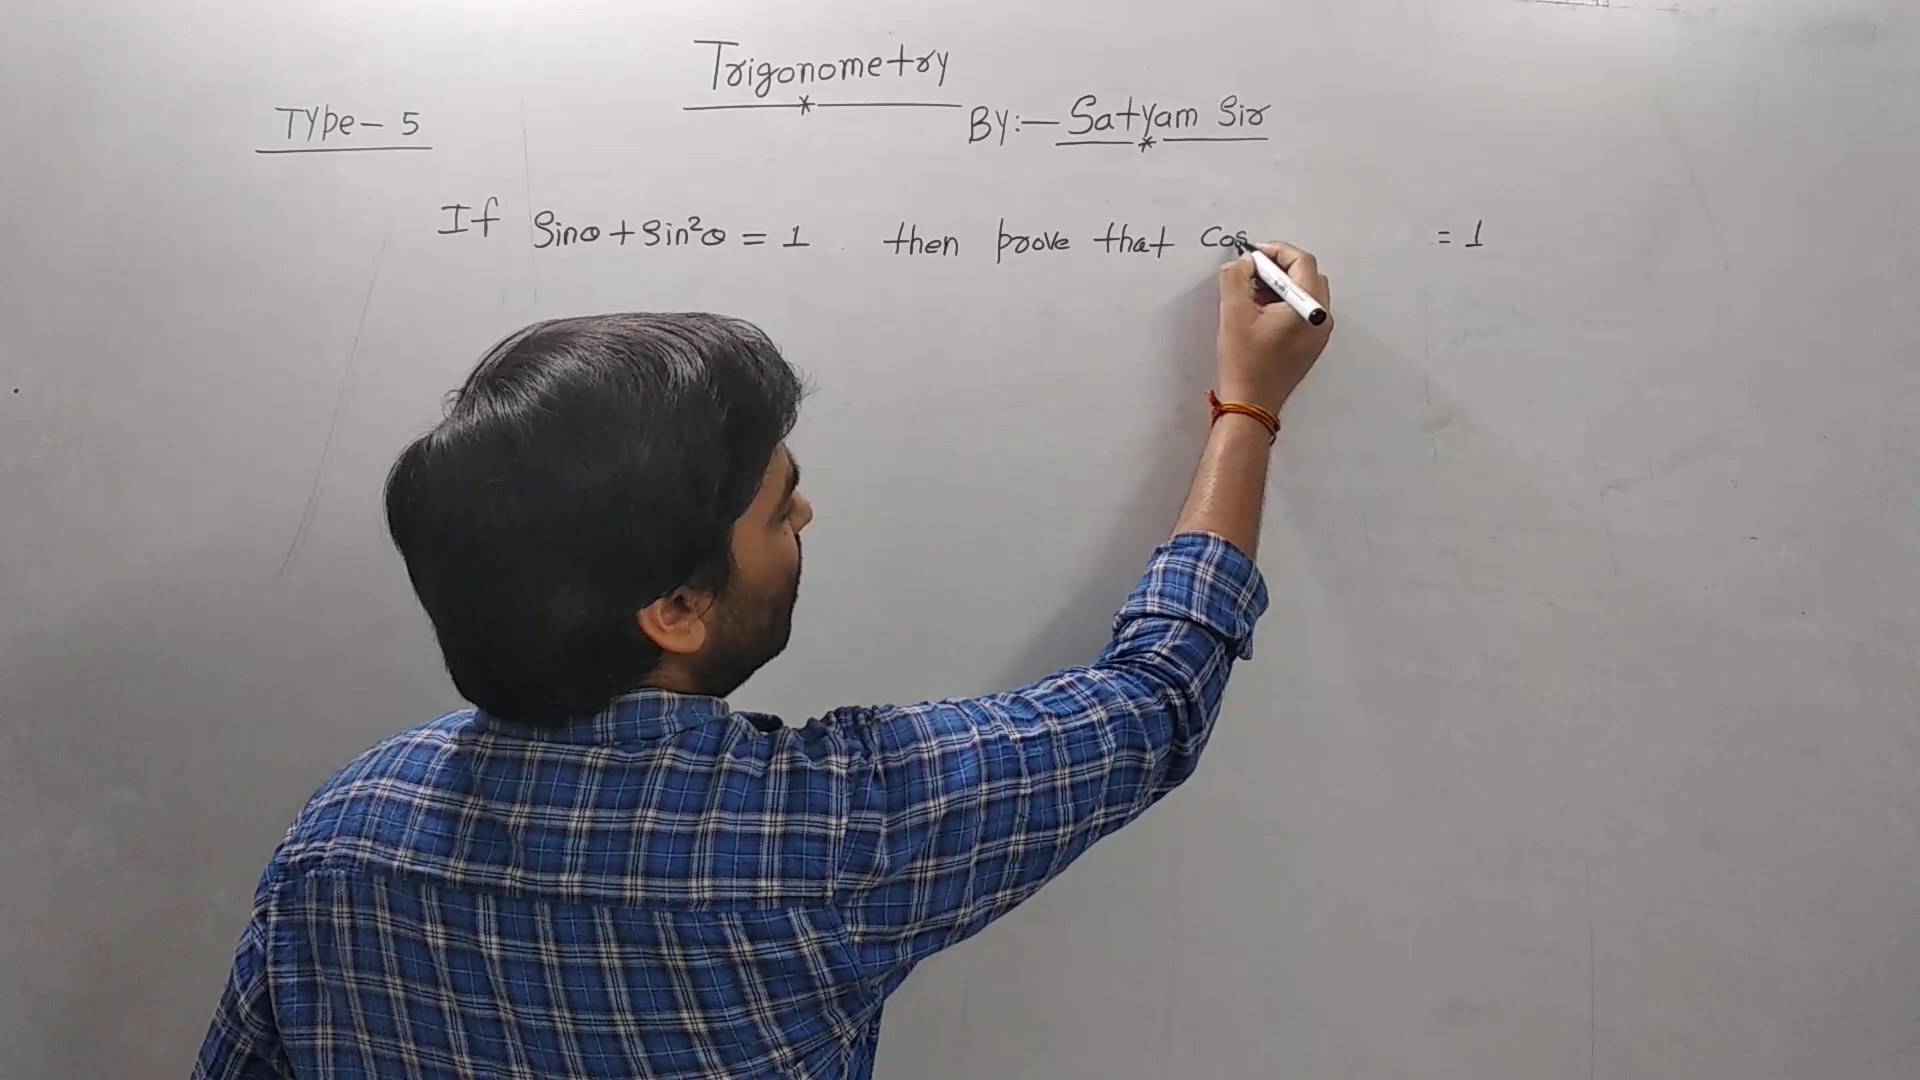 Trigonometry
Type- 5
BY:- Satyam Sir
If Sinθ + Sin²θ = 1 then prove that Cos = 1